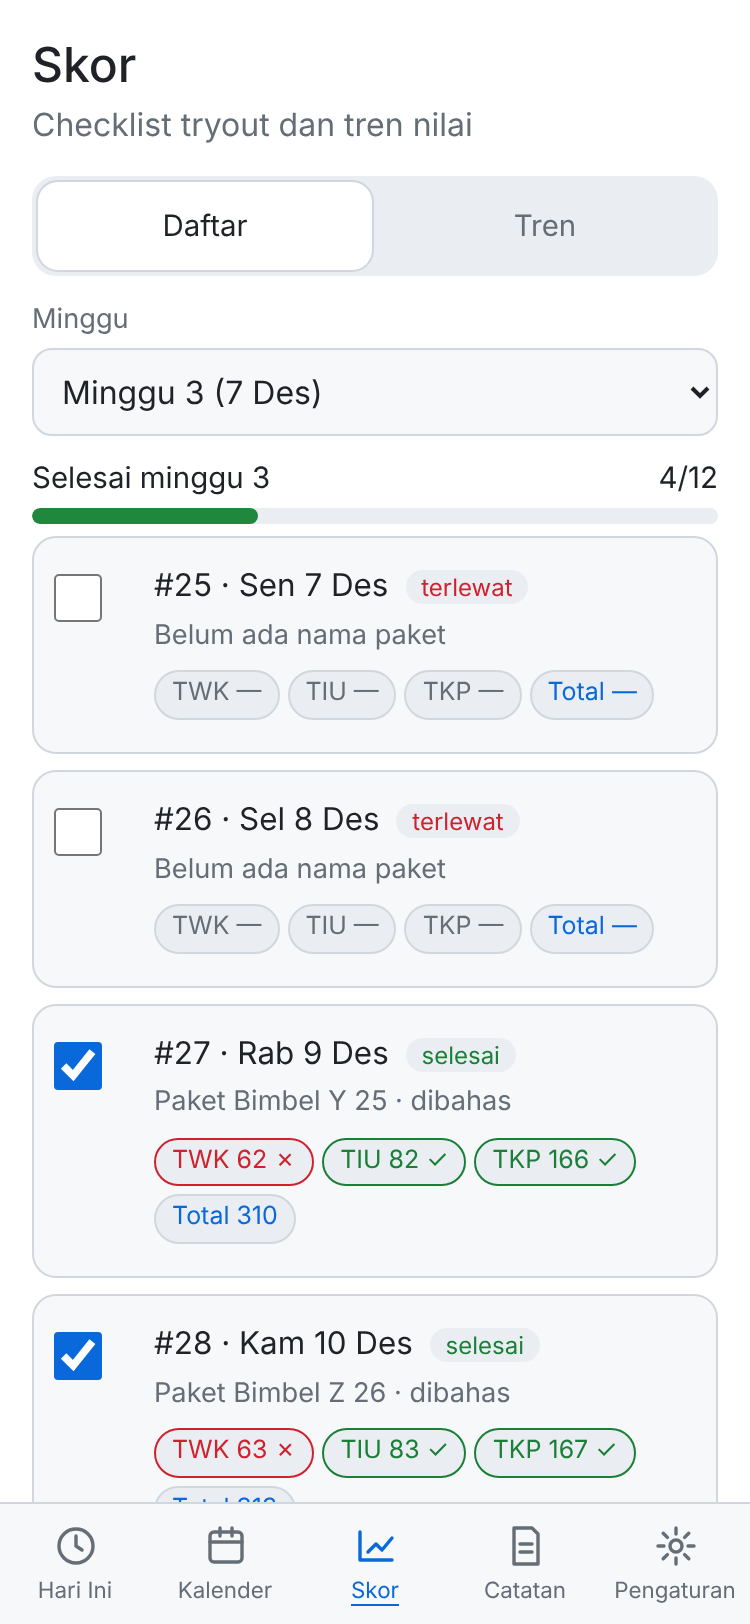 Skor
Checklist tryout dan tren nilai
Daftar Tren
Minggu
Minggu 3 (7 Des)
Selesai minggu 3 4/12
#25 · Sen 7 Des terlewat
Belum ada nama paket
TWK — TIU — TKP — Total —
#26 · Sel 8 Des terlewat
Belum ada nama paket
TWK — TIU — TKP — Total —
#27 · Rab 9 Des selesai
Paket Bimbel Y 25 · dibahas
TWK 62 × TIU 82 ✓ TKP 166 ✓
Total 310
#28 · Kam 10 Des selesai
Paket Bimbel Z 26 · dibahas
TWK 63 × TIU 83 ✓ TKP 167 ✓
Hari Ini Kalender Skor Catatan Pengaturan